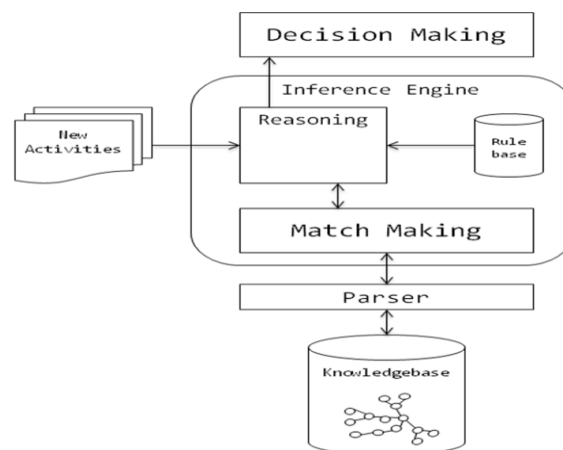 Decision Making
Inference Engine
Reasoning
New
Activities
Rule
base
Match Making
Parser
Knowledgebase